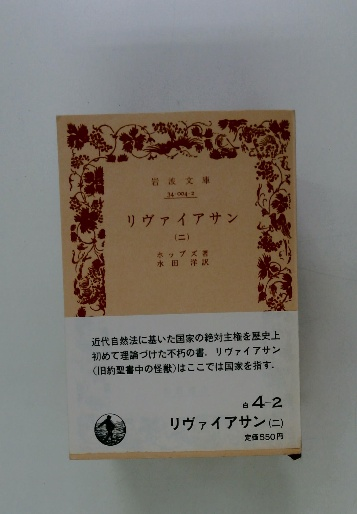 岩波文庫
34-004-2
リヴァイアサン
(二)
ホッブズ著
水田洋訳
近代自然法に基いた国家の絶対主権を歴史上
初めて理論づけた不朽の書。リヴァイアサン
〈旧約聖書中の怪獣〉はここでは国家を指す.
白4-2
リヴァイアサン(二)
定価550円